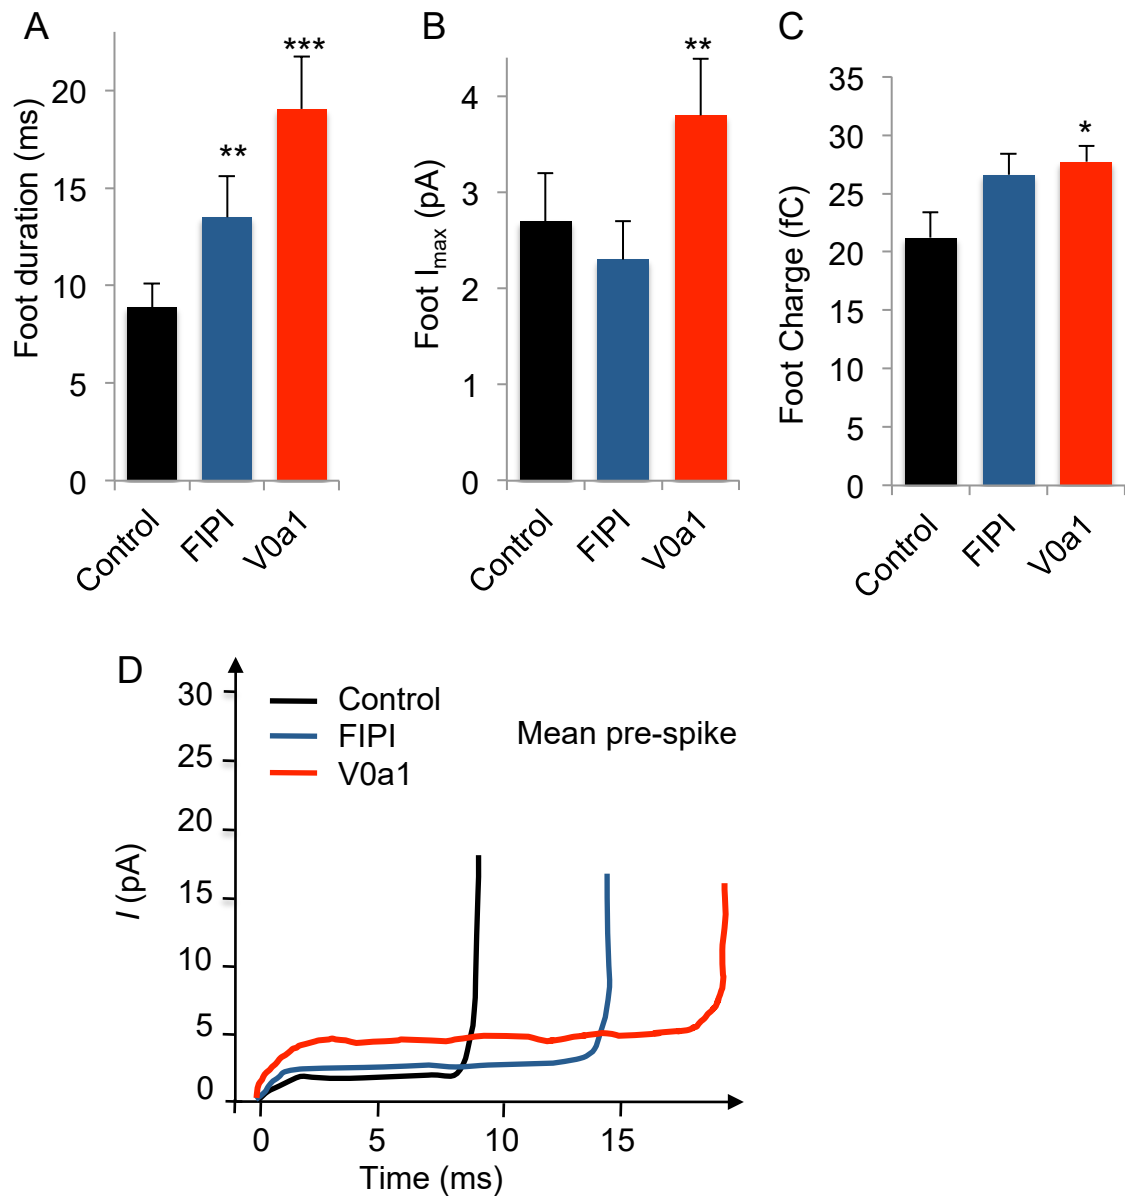 A
Foot duration (ms)
20
15
10
5
0
**
***
Control
FIPI
V0a1
B
Foot Imax (pA)
4
3
2
1
0
**
Control
FIPI
V0a1
C
Foot Charge (fC)
35
30
25
20
15
10
5
0
*
Control
FIPI
V0a1
D
I (pA)
30
25
20
15
10
5
0
Control
FIPI
V0a1
Mean pre-spike
0 5 10 15
Time (ms)